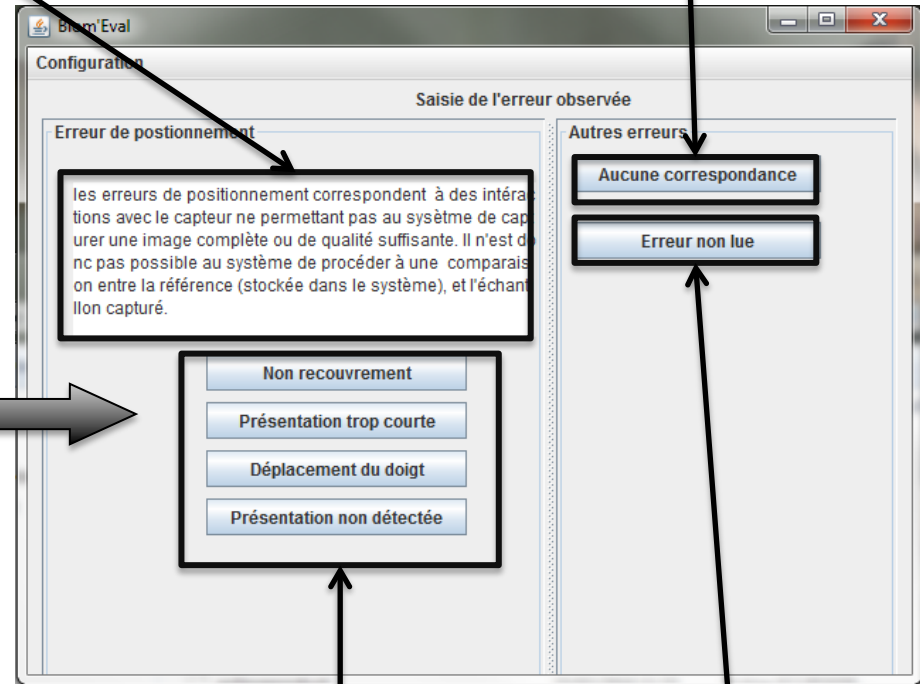 Biom'Eval
Configuration
Saisie de l'erreur observée
Erreur de postionnement
les erreurs de positionnement correspondent à des intérac
tions avec le capteur ne permettant pas au sysètme de capt
urer une image complète ou de qualité suffisante. Il n'est do
nc pas possible au système de procéder à une comparais
on entre la référence (stockée dans le système), et l'échant
llon capturé.
Non recouvrement
Présentation trop courte
Déplacement du doigt
Présentation non détectée
Autres erreurs
Aucune correspondance
Erreur non lue